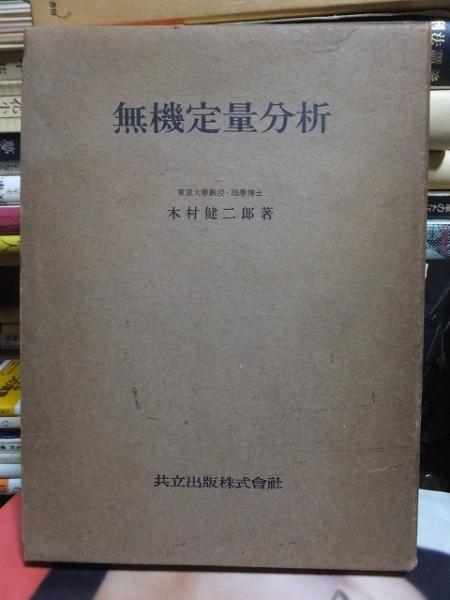 無機定量分析
東京大學教授・理學博士
木村健二郎著
共立出版株式會社